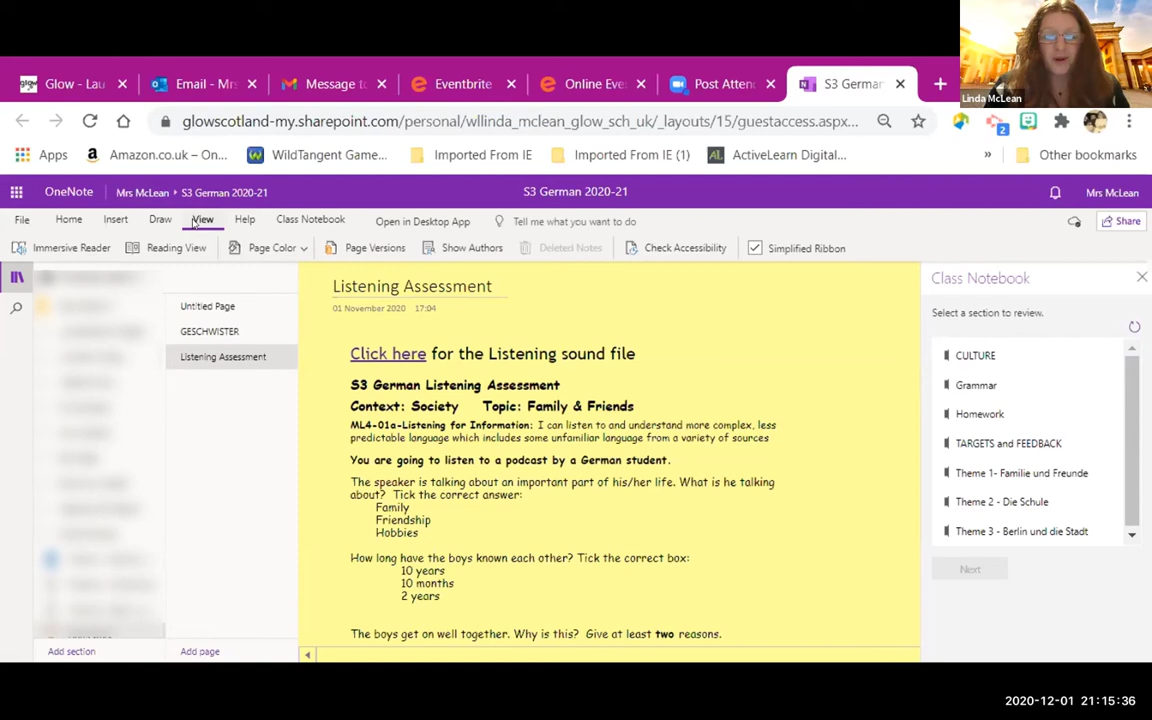 Glow - Lau
Email - Mrs
Message to
Eventbrite
Online Eve
Post Attend
S3 German
Linda McLean
glowscotland-my.sharepoint.com/personal/wllinda_mclean_glow_sch_uk/_layouts/15/guestaccess.aspx...
2
Apps
Amazon.co.uk – On...
WildTangent Game...
Imported From IE
Imported From IE (1)
ActiveLearn Digital...
»
Other bookmarks
OneNote
Mrs McLean ▸ S3 German 2020-21
S3 German 2020-21
Mrs McLean
File
Home
Insert
Draw
View
Help
Class Notebook
Open in Desktop App
Tell me what you want to do
Share
Immersive Reader
Reading View
Page Color
Page Versions
Show Authors
Deleted Notes
Check Accessibility
Simplified Ribbon
Untitled Page
GESCHWISTER
Listening Assessment
Add section
Add page
Listening Assessment
01 November 2020 17:04
Click here for the Listening sound file
S3 German Listening Assessment
Context: Society Topic: Family & Friends
ML4-01a-Listening for Information: I can listen to and understand more complex, less
predictable language which includes some unfamiliar language from a variety of sources
You are going to listen to a podcast by a German student.
The speaker is talking about an important part of his/her life. What is he talking
about? Tick the correct answer:
Family
Friendship
Hobbies
How long have the boys known each other? Tick the correct box:
10 years
10 months
2 years
The boys get on well together. Why is this? Give at least two reasons.
Class Notebook
Select a section to review.
CULTURE
Grammar
Homework
TARGETS and FEEDBACK
Theme 1- Familie und Freunde
Theme 2 - Die Schule
Theme 3 - Berlin und die Stadt
Next
2020-12-01 21:15:36